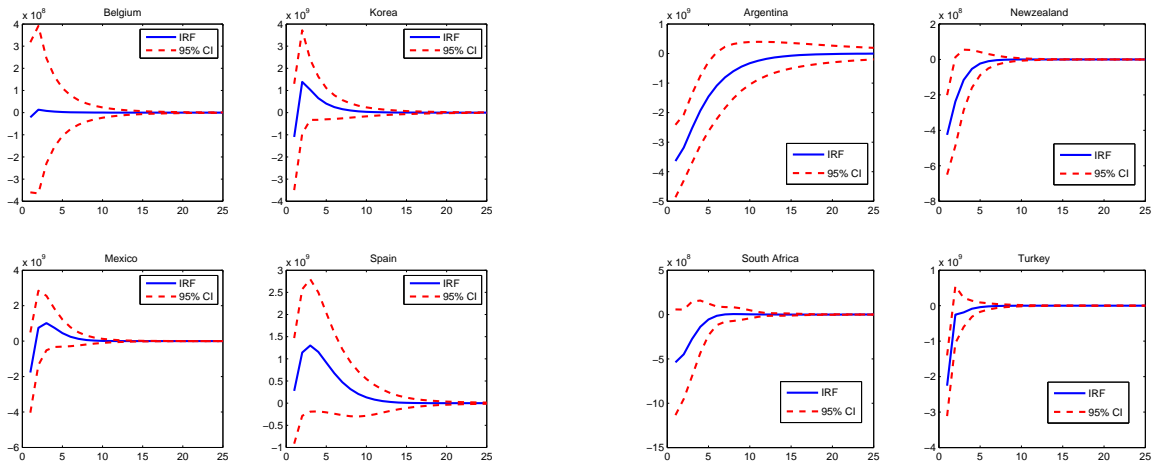 Belgium
x 10^8
4
3
2
1
0
−1
−2
−3
−4
0 5 10 15 20 25
IRF
95% CI
Korea
x 10^9
4
3
2
1
0
−1
−2
−3
−4
0 5 10 15 20 25
IRF
95% CI
Argentina
x 10^9
1
0
−1
−2
−3
−4
−5
0 5 10 15 20 25
IRF
95% CI
Newzealand
x 10^8
2
0
−2
−4
−6
−8
0 5 10 15 20 25
IRF
95% CI
Mexico
x 10^9
4
2
0
−2
−4
−6
0 5 10 15 20 25
IRF
95% CI
Spain
x 10^9
3
2.5
2
1.5
1
0.5
0
−0.5
−1
0 5 10 15 20 25
IRF
95% CI
South Africa
x 10^8
5
0
−5
−10
−15
0 5 10 15 20 25
IRF
95% CI
Turkey
x 10^9
1
0
−1
−2
−3
−4
0 5 10 15 20 25
IRF
95% CI